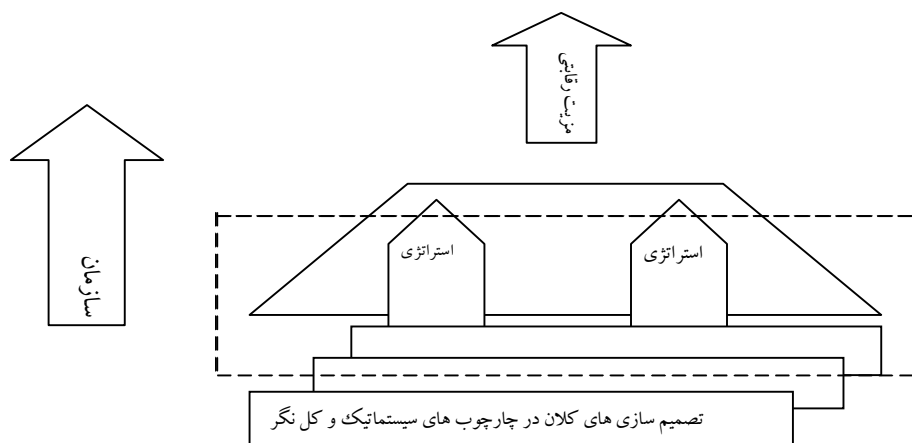 مزیت رقابتی
سازمان
استراتژی
استراتژی
تصمیم سازی های کلان در چارچوب های سیستماتیک و کل نگر